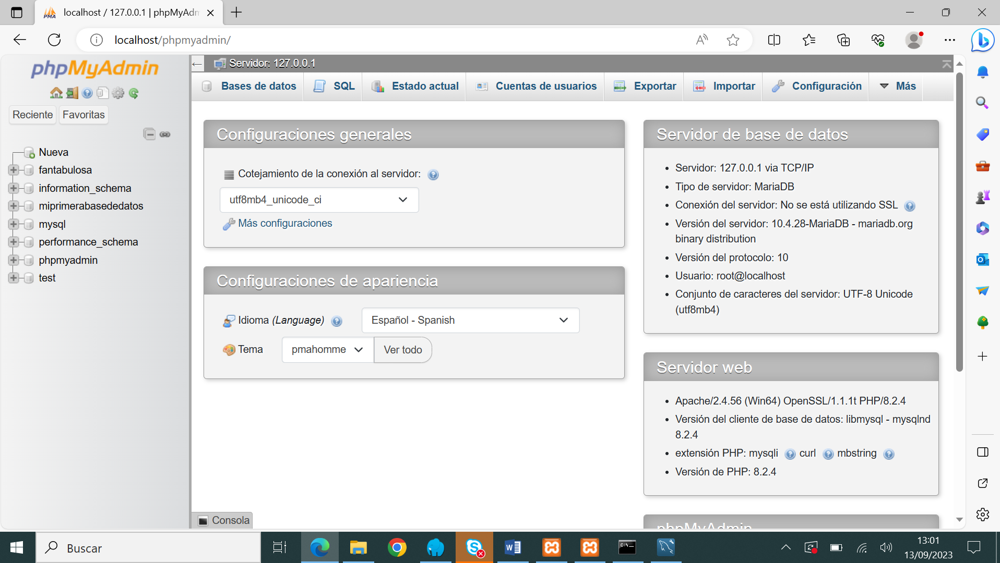 localhost / 127.0.0.1 | phpMyAdm
localhost/phpmyadmin/
phpMyAdmin
Reciente
Favoritas
Nueva
fantabulosa
information_schema
miprimerabasededatos
mysql
performance_schema
phpmyadmin
test
Servidor: 127.0.0.1
Bases de datos
SQL
Estado actual
Cuentas de usuarios
Exportar
Importar
Configuración
Más
Configuraciones generales
Cotejamiento de la conexión al servidor:
utf8mb4_unicode_ci
Más configuraciones
Configuraciones de apariencia
Idioma (Language)
Español - Spanish
Tema
pmahomme
Ver todo
Servidor de base de datos
Servidor: 127.0.0.1 via TCP/IP
Tipo de servidor: MariaDB
Conexión del servidor: No se está utilizando SSL
Versión del servidor: 10.4.28-MariaDB - mariadb.org
binary distribution
Versión del protocolo: 10
Usuario: root@localhost
Conjunto de caracteres del servidor: UTF-8 Unicode
(utf8mb4)
Servidor web
Apache/2.4.56 (Win64) OpenSSL/1.1.1t PHP/8.2.4
Versión del cliente de base de datos: libmysql - mysqlnd
8.2.4
extensión PHP: mysqli curl mbstring
Versión de PHP: 8.2.4
phpMyAdmin
Consola
Buscar
13:01
13/09/2023